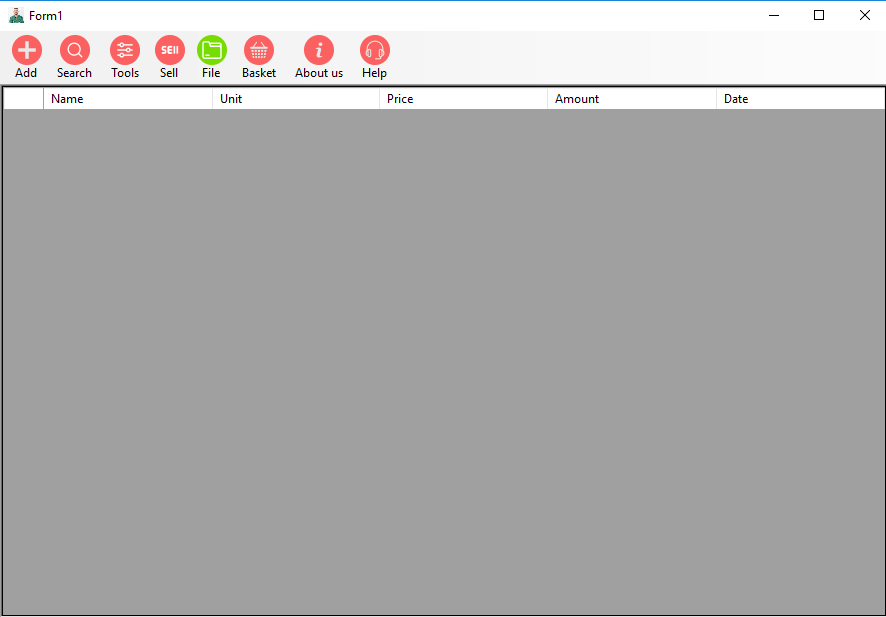 Form1
SEll
Add Search Tools Sell File Basket About us Help
Name Unit Price Amount Date